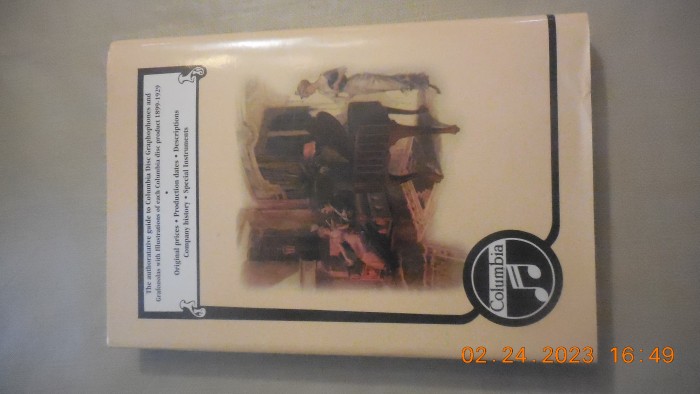 The authoratative guide to Columbia Disc Graphophones and
Grafonolas with Illustrations of each Columbia disc product 1899-1929
•
Original prices • Production dates • Descriptions
Company history • Special Instruments
Columbia
02.24.2023 16:49